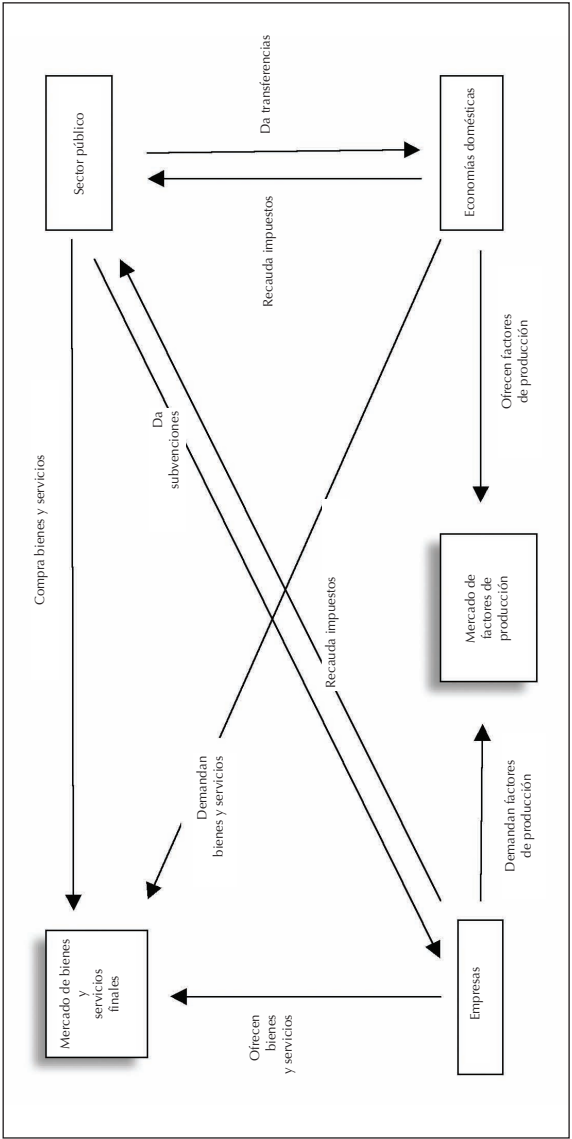 Mercado de bienes
y
servicios
finales
Compra bienes y servicios
Sector público
Ofrecen
bienes
y servicios
Demandan
bienes y servicios
Da
subvenciones
Recauda impuestos
Recauda impuestos
Da transferencias
Empresas
Demandan factores
de producción
Mercado de
factores de
producción
Ofrecen factores
de producción
Economías domésticas